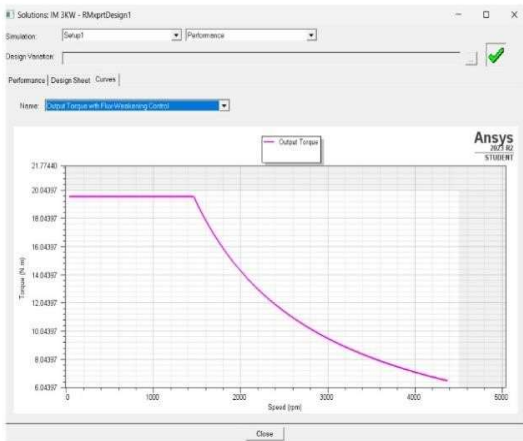 Solutions: IM 3KW - RMxprtDesign1
Simulation: Setup1 Performance
Design Variation: ...
Performance Design Sheet Curves
Name: Output Torque with Flux-Weakening Control
Output Torque
Ansys
2023 R2
STUDENT
21.77440
20.04397
18.04397
16.04397
14.04397
12.04397
10.04397
8.04397
6.04397
Torque (N.m)
0 1000 2000 3000 4000 5000
Speed (rpm)
Close